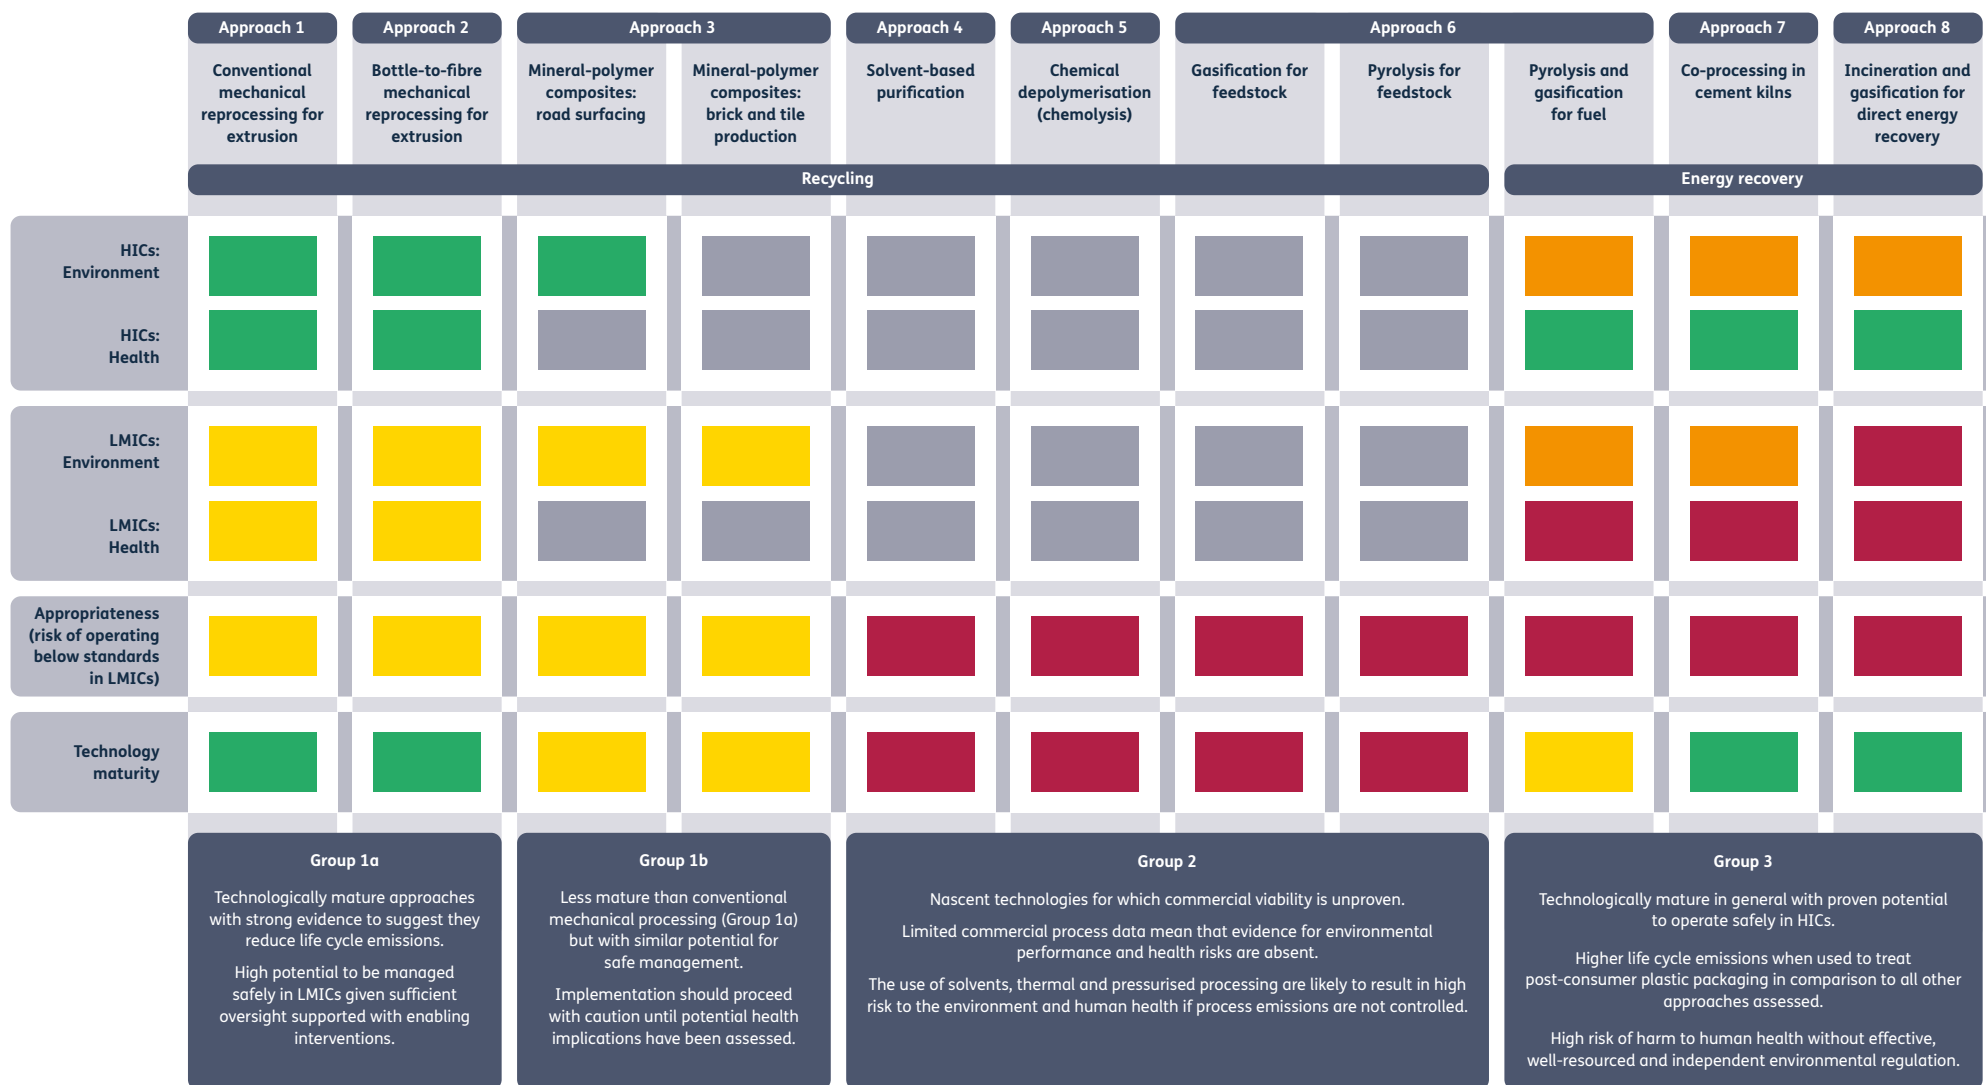 Approach 1
Approach 2
Approach 3
Approach 4
Approach 5
Approach 6
Approach 7
Approach 8
Conventional
mechanical
reprocessing for
extrusion
Bottle-to-fibre
mechanical
reprocessing for
extrusion
Mineral-polymer
composites:
road surfacing
Mineral-polymer
composites:
brick and tile
production
Solvent-based
purification
Chemical
depolymerisation
(chemolysis)
Gasification for
feedstock
Pyrolysis for
feedstock
Pyrolysis and
gasification
for fuel
Co-processing in
cement kilns
Incineration and
gasification for
direct energy
recovery
Recycling
Energy recovery
HICs:
Environment
HICs:
Health
LMICs:
Environment
LMICs:
Health
Appropriateness
(risk of operating
below standards
in LMICs)
Technology
maturity
Group 1a
Technologically mature approaches
with strong evidence to suggest they
reduce life cycle emissions.
High potential to be managed
safely in LMICs given sufficient
oversight supported with enabling
interventions.
Group 1b
Less mature than conventional
mechanical processing (Group 1a)
but with similar potential for
safe management.
Implementation should proceed
with caution until potential health
implications have been assessed.
Group 2
Nascent technologies for which commercial viability is unproven.
Limited commercial process data mean that evidence for environmental
performance and health risks are absent.
The use of solvents, thermal and pressurised processing are likely to result in high
risk to the environment and human health if process emissions are not controlled.
Group 3
Technologically mature in general with proven potential
to operate safely in HICs.
Higher life cycle emissions when used to treat
post-consumer plastic packaging in comparison to all other
approaches assessed.
High risk of harm to human health without effective,
well-resourced and independent environmental regulation.